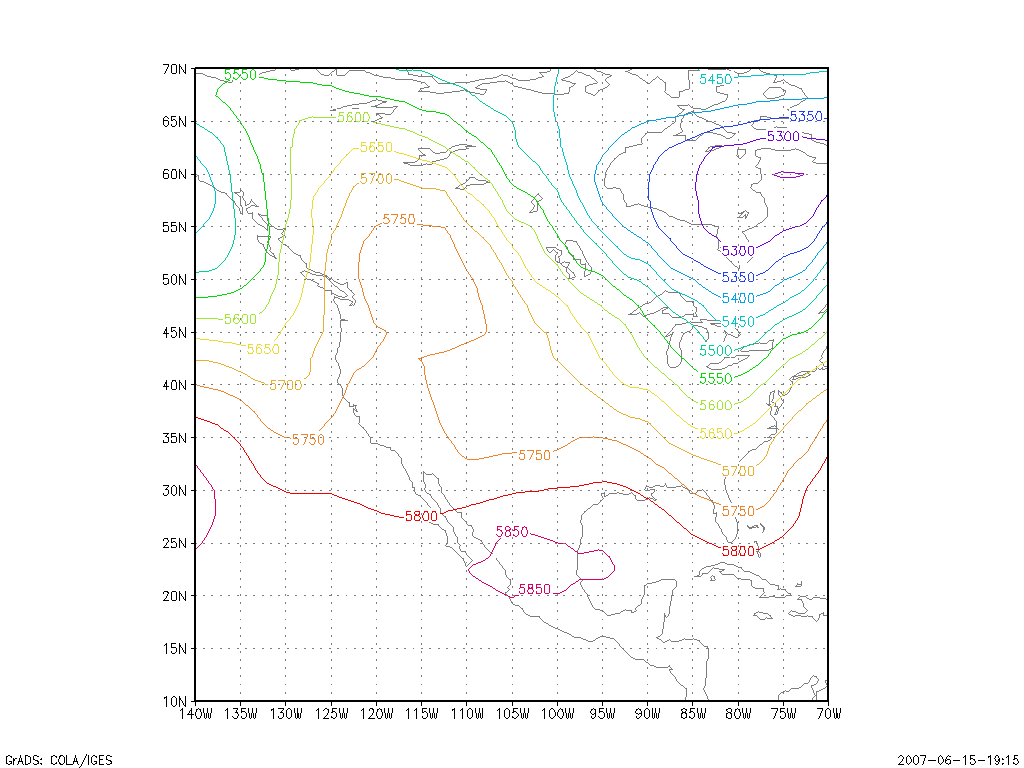 70N 5550 5450
65N 5600 5350
5650 5300
60N 5700
55N 5750
5300
50N 5350
5400
45N 5600 5450
5650 5500
40N 5700 5550
5600
35N 5750 5650
5750 5700
30N 5750
5800
25N 5850 5800
20N 5850
15N
10N
140W 135W 130W 125W 120W 115W 110W 105W 100W 95W 90W 85W 80W 75W 70W
GrADS: COLA/IGES 2007-06-15-19:15